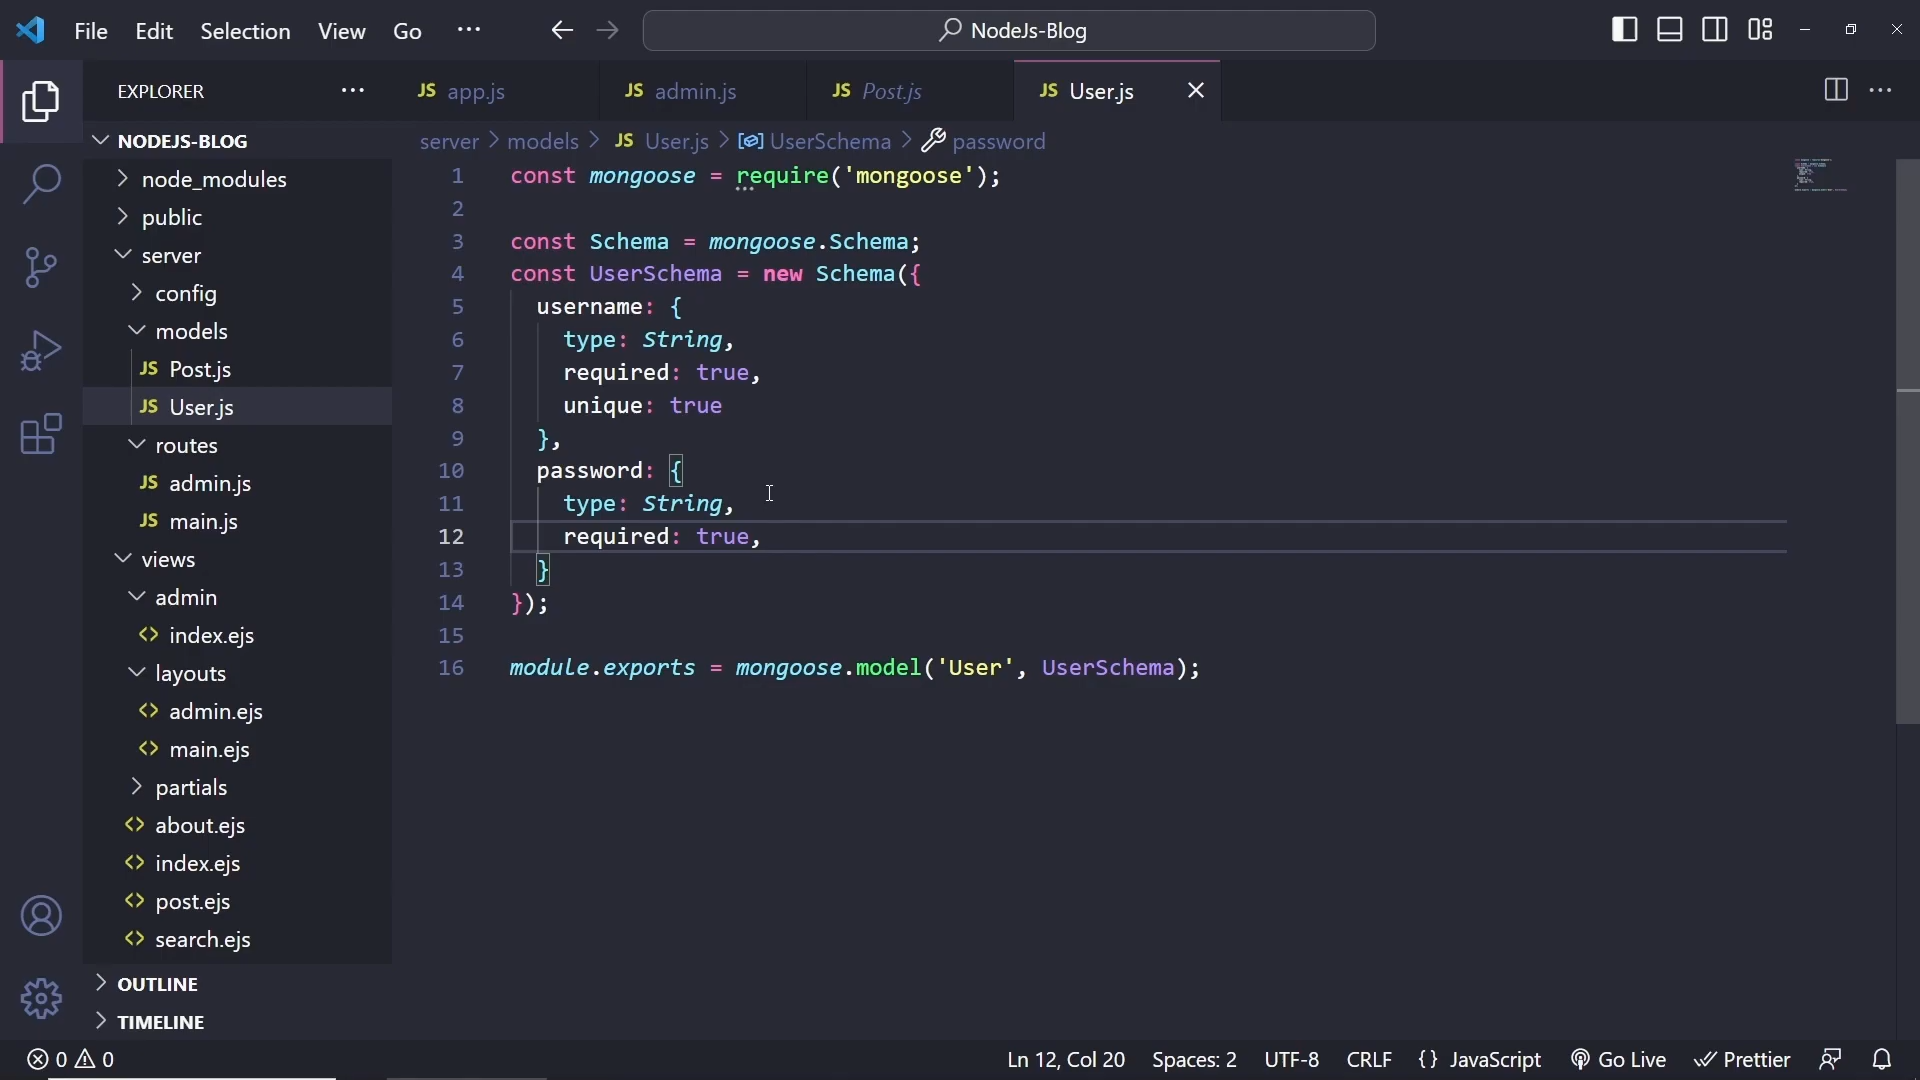 File Edit Selection View Go ··· NodeJs-Blog
EXPLORER ···
NODEJS-BLOG
node_modules
public
server
config
models
JS Post.js
JS User.js
routes
JS admin.js
JS main.js
views
admin
<> index.ejs
layouts
<> admin.ejs
<> main.ejs
partials
<> about.ejs
<> index.ejs
<> post.ejs
<> search.ejs
OUTLINE
TIMELINE
JS app.js JS admin.js JS Post.js JS User.js
server > models > JS User.js > UserSchema > password
1 const mongoose = require('mongoose');
2
3 const Schema = mongoose.Schema;
4 const UserSchema = new Schema({
5 username: {
6 type: String,
7 required: true,
8 unique: true
9 },
10 password: {
11 type: String,
12 required: true,
13 }
14 });
15
16 module.exports = mongoose.model('User', UserSchema);
0 0 Ln 12, Col 20 Spaces: 2 UTF-8 CRLF {} JavaScript Go Live Prettier